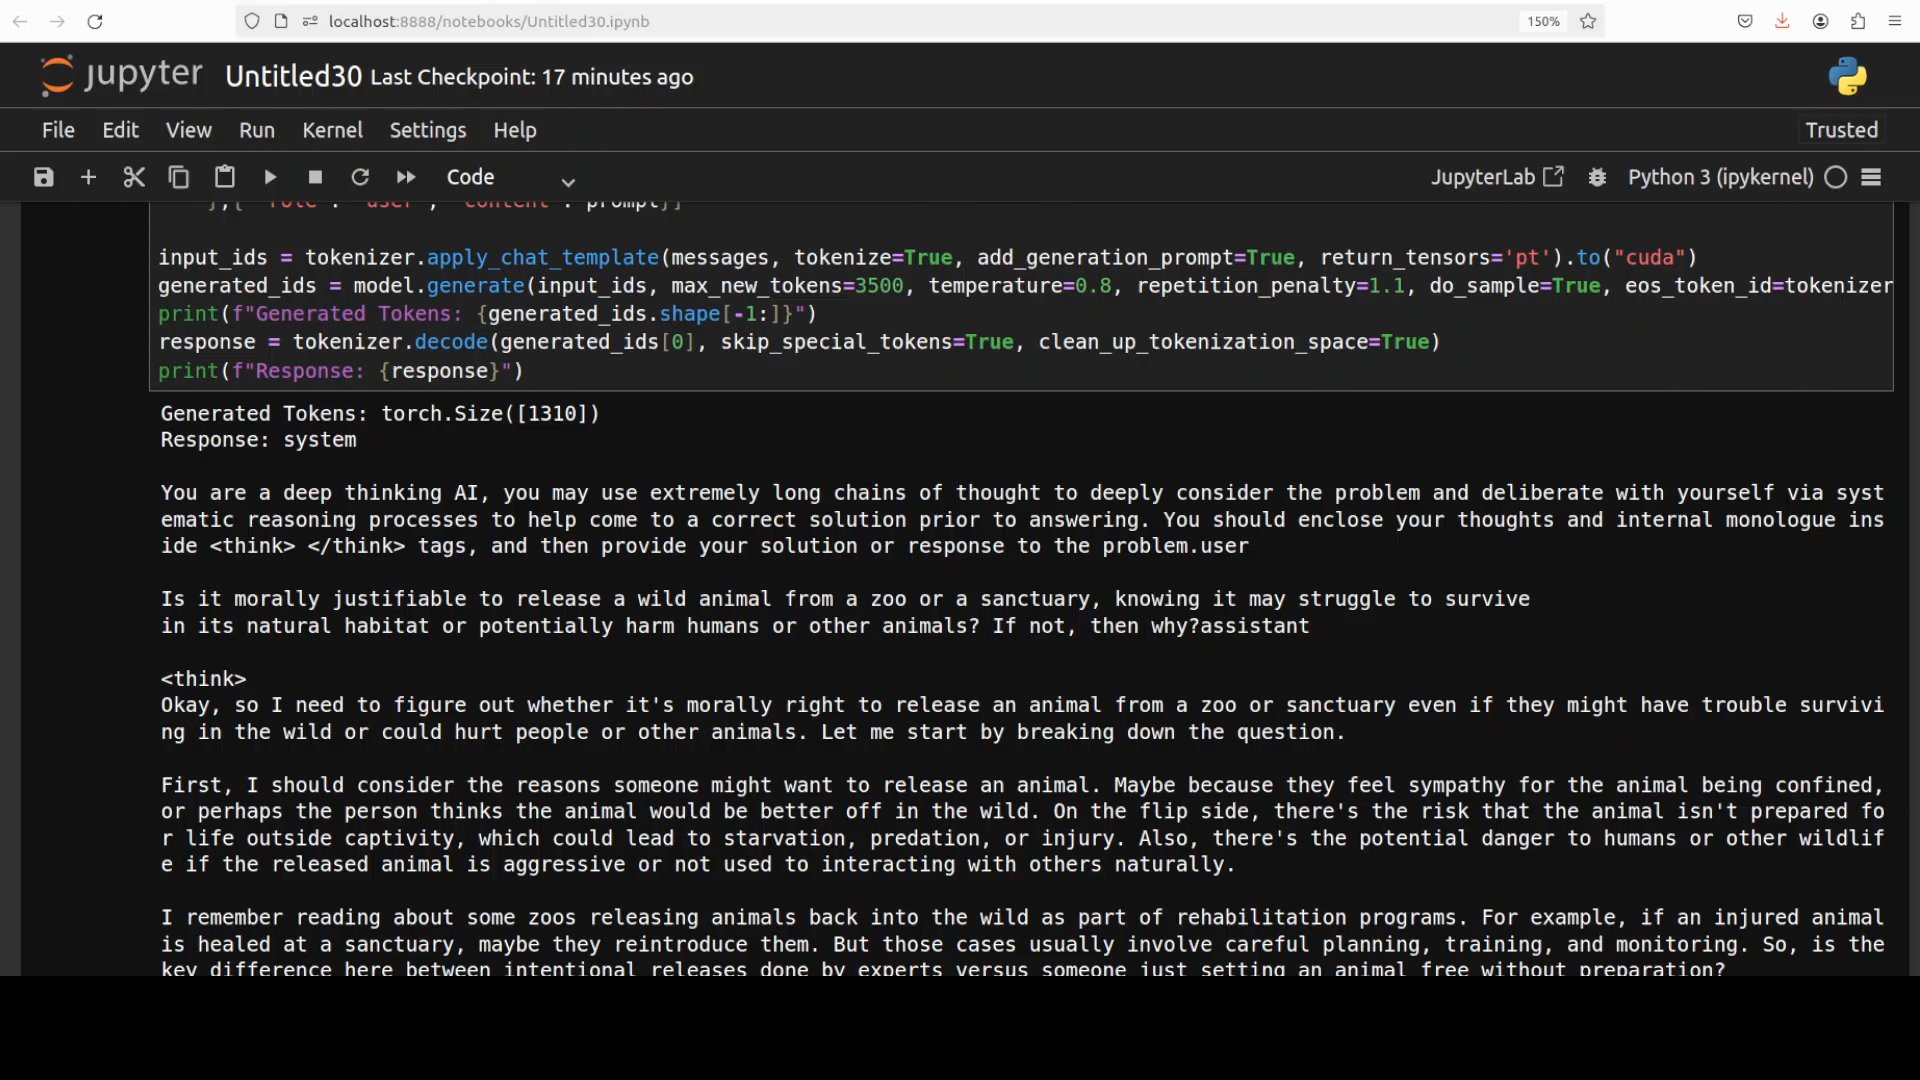 localhost:8888/notebooks/Untitled30.ipynb
150%
jupyter Untitled30 Last Checkpoint: 17 minutes ago
File Edit View Run Kernel Settings Help
Trusted
Code
JupyterLab
Python 3 (ipykernel)
},{ "role": "user", "content": prompt}]
input_ids = tokenizer.apply_chat_template(messages, tokenize=True, add_generation_prompt=True, return_tensors='pt').to("cuda")
generated_ids = model.generate(input_ids, max_new_tokens=3500, temperature=0.8, repetition_penalty=1.1, do_sample=True, eos_token_id=tokenizer
print(f"Generated Tokens: {generated_ids.shape[-1:]}")
response = tokenizer.decode(generated_ids[0], skip_special_tokens=True, clean_up_tokenization_space=True)
print(f"Response: {response}")
Generated Tokens: torch.Size([1310])
Response: system
You are a deep thinking AI, you may use extremely long chains of thought to deeply consider the problem and deliberate with yourself via syst
ematic reasoning processes to help come to a correct solution prior to answering. You should enclose your thoughts and internal monologue ins
ide <think> </think> tags, and then provide your solution or response to the problem.user
Is it morally justifiable to release a wild animal from a zoo or a sanctuary, knowing it may struggle to survive
in its natural habitat or potentially harm humans or other animals? If not, then why?assistant
<think>
Okay, so I need to figure out whether it's morally right to release an animal from a zoo or sanctuary even if they might have trouble survivi
ng in the wild or could hurt people or other animals. Let me start by breaking down the question.
First, I should consider the reasons someone might want to release an animal. Maybe because they feel sympathy for the animal being confined,
or perhaps the person thinks the animal would be better off in the wild. On the flip side, there's the risk that the animal isn't prepared fo
r life outside captivity, which could lead to starvation, predation, or injury. Also, there's the potential danger to humans or other wildlif
e if the released animal is aggressive or not used to interacting with others naturally.
I remember reading about some zoos releasing animals back into the wild as part of rehabilitation programs. For example, if an injured animal
is healed at a sanctuary, maybe they reintroduce them. But those cases usually involve careful planning, training, and monitoring. So, is the
key difference here between intentional releases done by experts versus someone just setting an animal free without preparation?